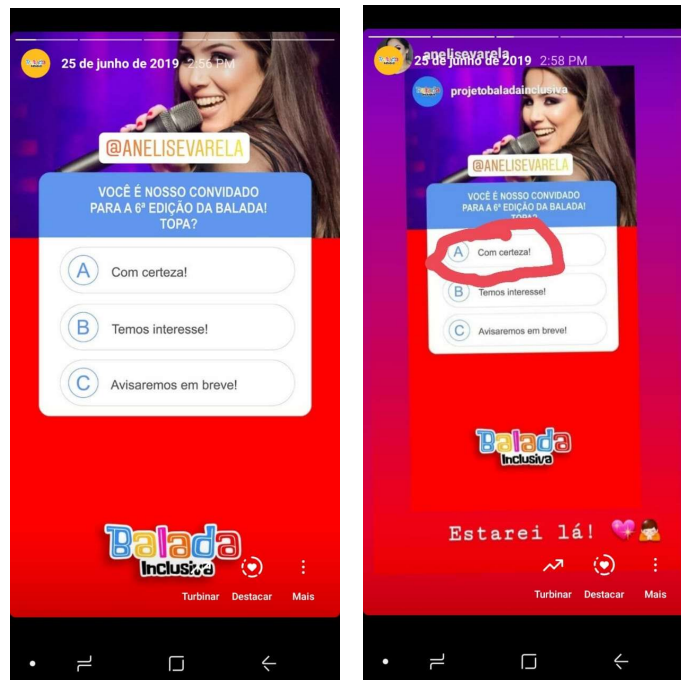 25 de junho de 2019 2:56 PM
@ANELISEVARELA
VOCÊ É NOSSO CONVIDADO
PARA A 6ª EDIÇÃO DA BALADA!
TOPA?
A Com certeza!
B Temos interesse!
C Avisaremos em breve!
Balada
Inclusiva
Turbinar Destacar Mais
anelisevarela
25 de junho de 2019 2:58 PM
projetobaladainclusiva
@ANELISEVARELA
VOCÊ É NOSSO CONVIDADO
PARA A 6ª EDIÇÃO DA BALADA!
TOPA?
A Com certeza!
B Temos interesse!
C Avisaremos em breve!
Balada
Inclusiva
Estarei lá! 💖🙇
Turbinar Destacar Mais